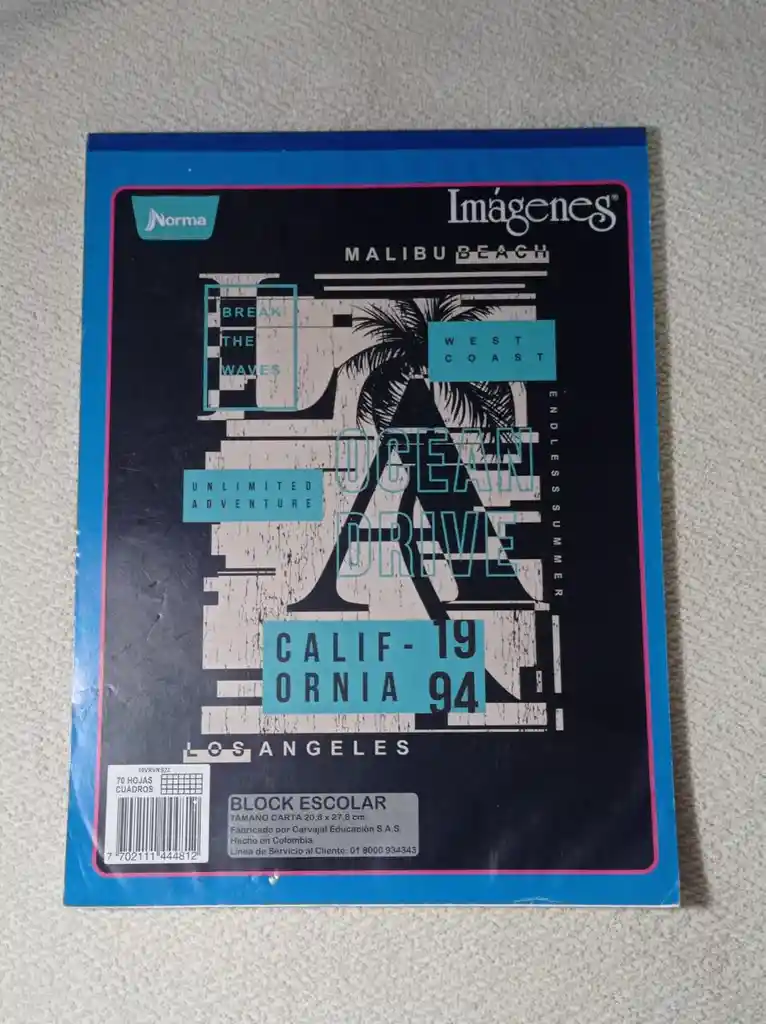 Norma
Imágenes®
MALIBU BEACH
BREAK
THE
WAVES
WEST
COAST
ENDLESS SUMMER
OCEAN
DRIVE
UNLIMITED
ADVENTURE
LA
CALIF-
ORNIA
19
94
LOS ANGELES
70 HOJAS
CUADROS
7 702111 444812
BLOCK ESCOLAR
TAMAÑO CARTA 20,8 x 27,8 cm
Fabricado por Carvajal Educación S.A.S.
Hecho en Colombia
Línea de Servicio al Cliente: 01 8000 934343